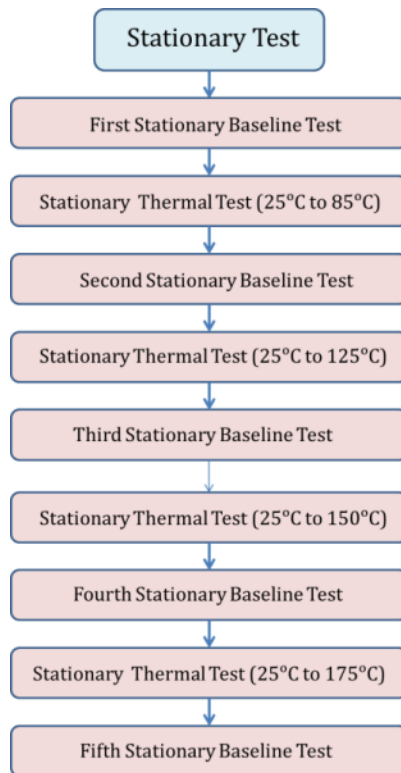 Stationary Test
First Stationary Baseline Test
Stationary Thermal Test (25°C to 85°C)
Second Stationary Baseline Test
Stationary Thermal Test (25°C to 125°C)
Third Stationary Baseline Test
Stationary Thermal Test (25°C to 150°C)
Fourth Stationary Baseline Test
Stationary Thermal Test (25°C to 175°C)
Fifth Stationary Baseline Test